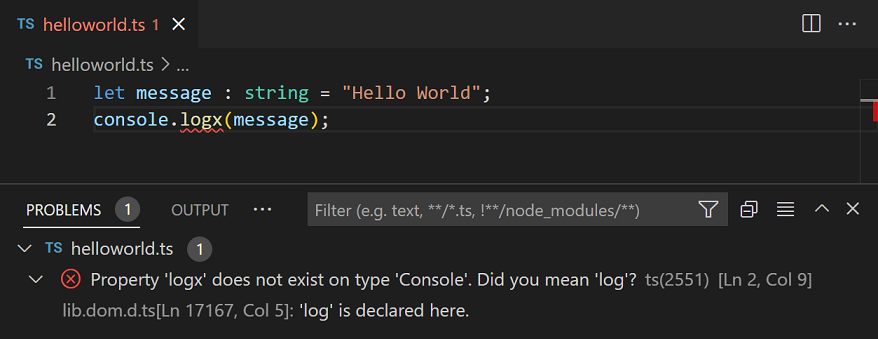 TS helloworld.ts 1
TS helloworld.ts > ...
1 let message : string = "Hello World";
2 console.logx(message);
PROBLEMS 1 OUTPUT ... Filter (e.g. text, **/*.ts, !**/node_modules/**)
TS helloworld.ts 1
Property 'logx' does not exist on type 'Console'. Did you mean 'log'? ts(2551) [Ln 2, Col 9]
lib.dom.d.ts[Ln 17167, Col 5]: 'log' is declared here.